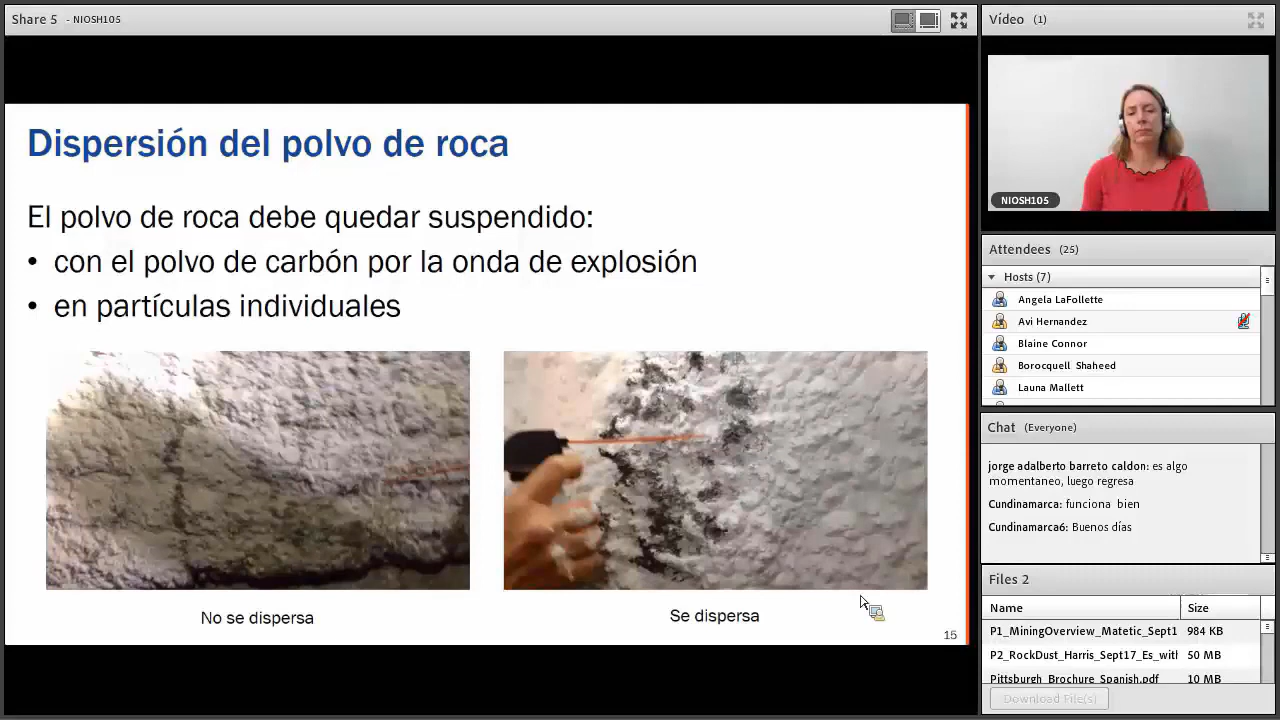 Share 5 - NIOSH105
Dispersión del polvo de roca
El polvo de roca debe quedar suspendido:
• con el polvo de carbón por la onda de explosión
• en partículas individuales
No se dispersa
Se dispersa
15
Vídeo (1)
NIOSH105
Attendees (25)
Hosts (7)
Angela LaFollette
Avi Hernandez
Blaine Connor
Borocquell Shaheed
Launa Mallett
Chat (Everyone)
jorge adalberto barreto caldon: es algo
momentaneo, luego regresa
Cundinamarca: funciona bien
Cundinamarca6: Buenos días
Files 2
Name Size
P1_MiningOverview_Matetic_Sept1 984 KB
P2_RockDust_Harris_Sept17_Es_with 50 MB
Pittsburgh_Brochure_Spanish.pdf 10 MB
Download File(s)